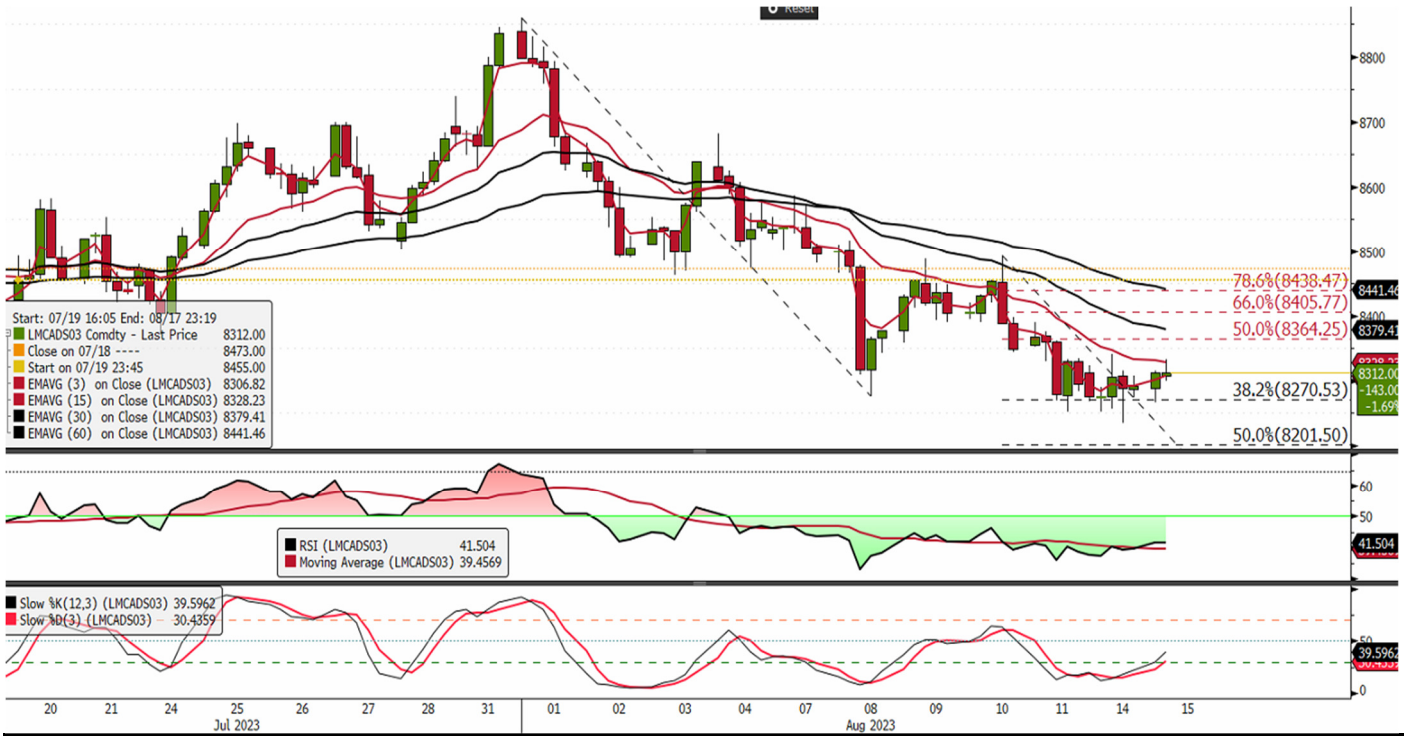 Reset
8800
8700
8600
8500
8400
78.6%(8438.47)
66.0%(8405.77)
50.0%(8364.25)
38.2%(8270.53)
50.0%(8201.50)
8441.46
8379.41
8328.23
8312.00
-143.00
-1.69%
Start: 07/19 16:05 End: 08/17 23:19
LMCADS03 Comdty - Last Price 8312.00
Close on 07/18 ---- 8473.00
Start on 07/19 23:45 8455.00
EMAVG (3) on Close (LMCADS03) 8306.82
EMAVG (15) on Close (LMCADS03) 8328.23
EMAVG (30) on Close (LMCADS03) 8379.41
EMAVG (60) on Close (LMCADS03) 8441.46
60
50
41.504
RSI (LMCADS03) 41.504
Moving Average (LMCADS03) 39.4569
Slow %K(12,3) (LMCADS03) 39.5962
Slow %D(3) (LMCADS03) 30.4359
50
39.5962
30.4359
0
20 21 24 25 26 27 28 31 01 02 03 04 07 08 09 10 11 14 15
Jul 2023 Aug 2023